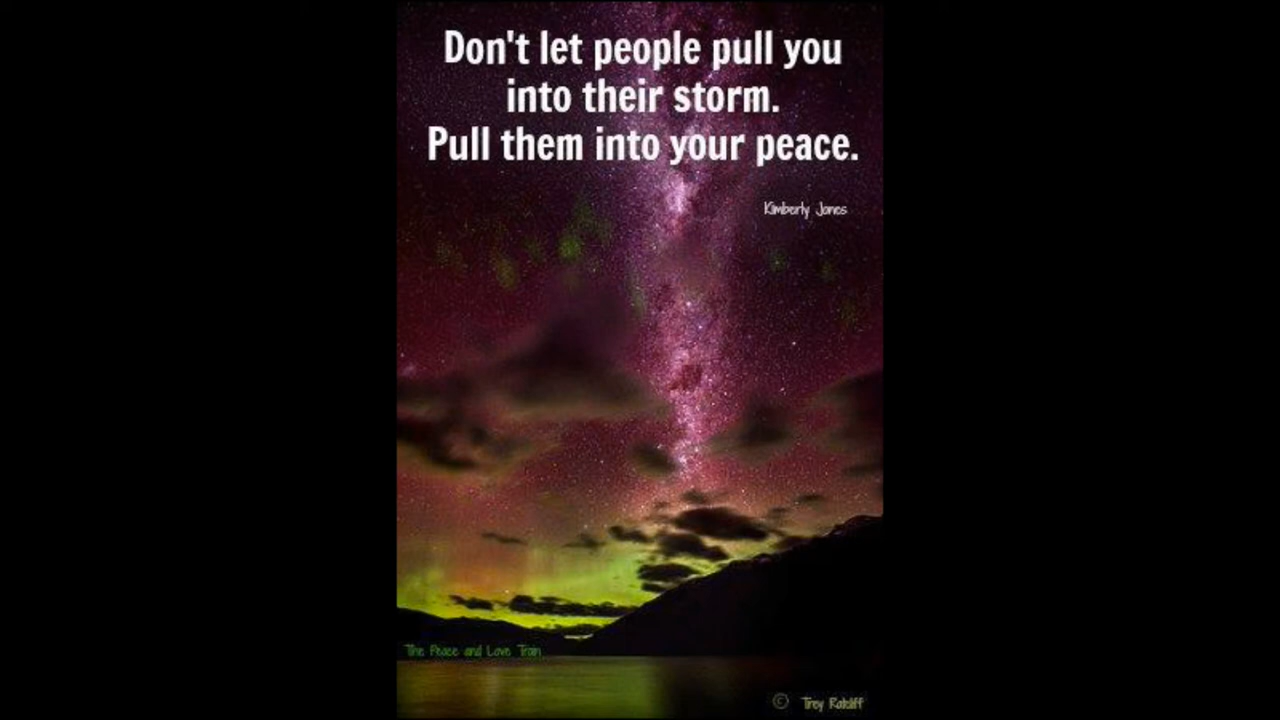 Don't let people pull you
into their storm.
Pull them into your peace.
Kimberly Jones
The Peace and Love Train
© Trey Ratcliff